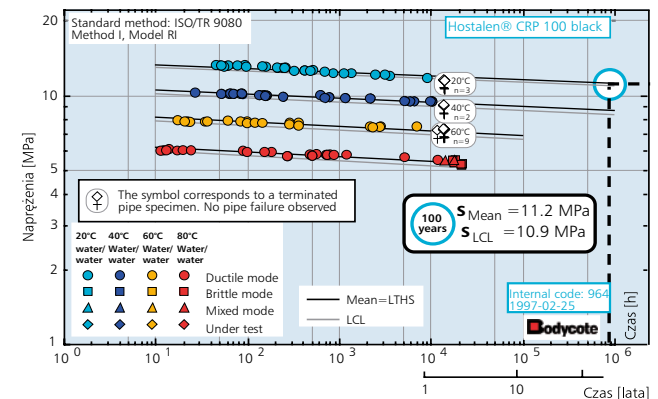 Standard method: ISO/TR 9080
Method I, Model RI
Hostalen® CRP 100 black
20
10
5
4
3
2
1
Naprężenia [MPa]
20°C
n=3
40°C
n=2
60°C
n=9
The symbol corresponds to a terminated
pipe specimen. No pipe failure observed
100
years
S Mean =11.2 MPa
S LCL =10.9 MPa
20°C 40°C 60°C 80°C
water/ Water/ Water/ Water/
water water/ water/ water/
Ductile mode
Brittle mode
Mixed mode
Under test
Mean=LTHS
LCL
Internal code: 964
1997-02-25
Bodycote
Czas [h]
10 0 10 1 10 2 10 3 10 4 10 5 10 6
1 10
Czas [lata]